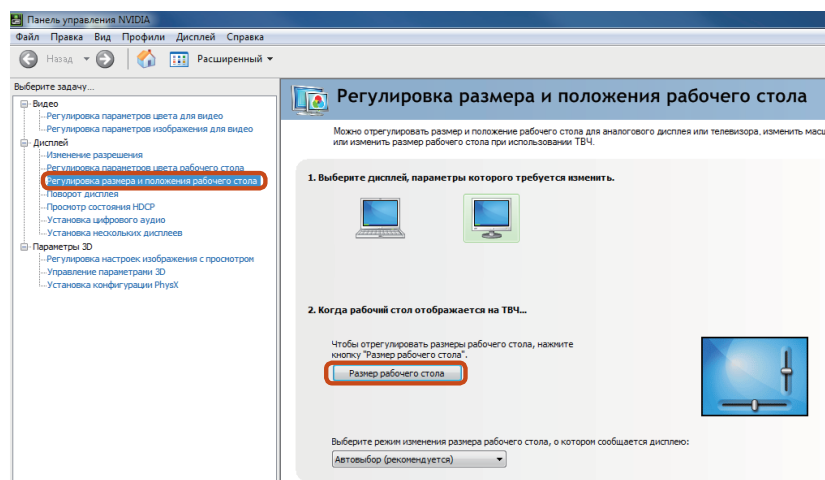 Панель управления NVIDIA
Файл Правка Вид Профили Дисплей Справка
Назад Расширенный
Выберите задачу...
Видео
Регулировка параметров цвета для видео
Регулировка параметров изображения для видео
Дисплей
Изменение разрешения
Регулировка параметров цвета рабочего стола
Регулировка размера и положения рабочего стола
Поворот дисплея
Просмотр состояния HDCP
Установка цифрового аудио
Установка нескольких дисплеев
Параметры 3D
Регулировка настроек изображения с просмотром
Управление параметрами 3D
Установка конфигурации PhysX
Регулировка размера и положения рабочего стола
Можно отрегулировать размер и положение рабочего стола для аналогового дисплея или телевизора, изменить масш
или изменить размер рабочего стола при использовании ТВЧ.
1. Выберите дисплей, параметры которого требуется изменить.
2. Когда рабочий стол отображается на ТВЧ...
Чтобы отрегулировать размеры рабочего стола, нажмите
кнопку "Размер рабочего стола".
Размер рабочего стола
Выберите режим изменения размера рабочего стола, о котором сообщается дисплею:
Автовыбор (рекомендуется)